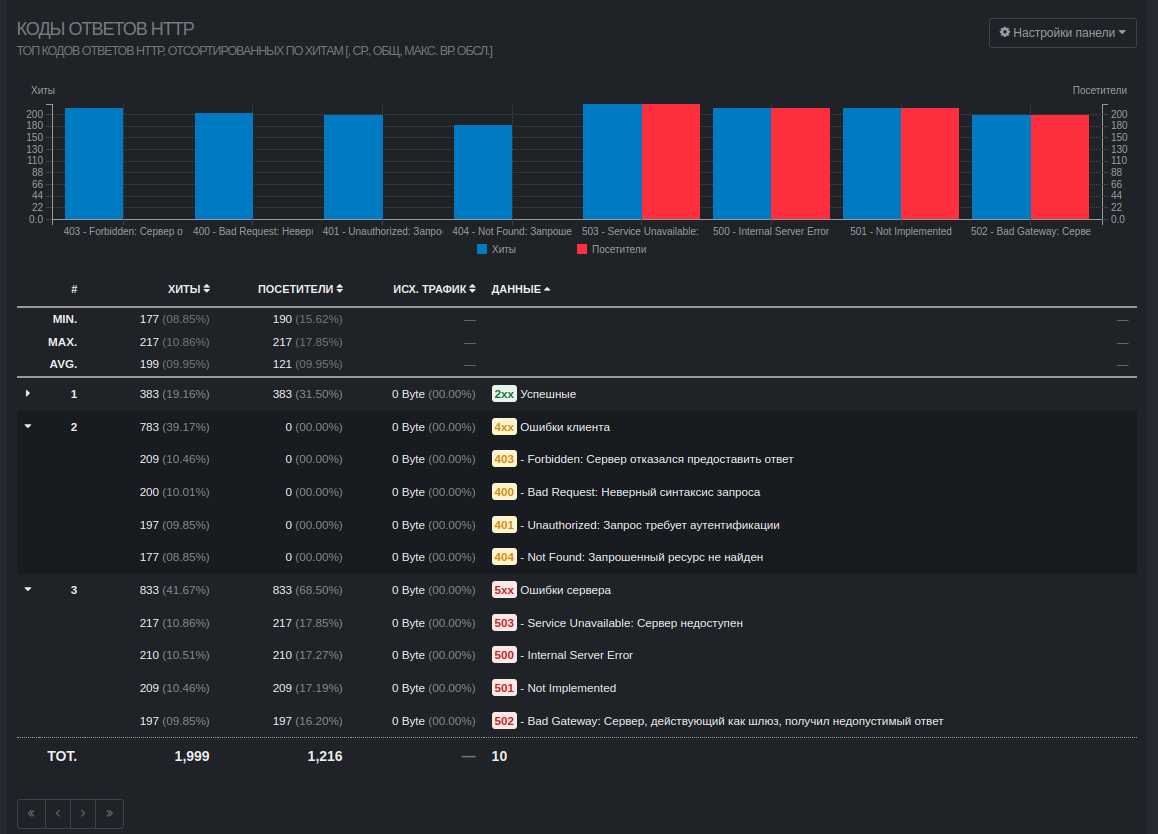 КОДЫ ОТВЕТОВ HTTP
ТОП КОДОВ ОТВЕТОВ HTTP, ОТСОРТИРОВАННЫХ ПО ХИТАМ [, СР., ОБЩ, МАКС. ВР. ОБСЛ.]
Настройки панели
Хиты Посетители
200 200
180 180
150 150
130 130
110 110
88 88
66 66
44 44
22 22
0.0 0.0
403 - Forbidden: Сервер о 400 - Bad Request: Неверн 401 - Unauthorized: Запро 404 - Not Found: Запроше 503 - Service Unavailable: 500 - Internal Server Error 501 - Not Implemented 502 - Bad Gateway: Серве
Хиты Посетители
# ХИТЫ ПОСЕТИТЕЛИ ИСХ. ТРАФИК ДАННЫЕ
MIN. 177 (08.85%) 190 (15.62%) — —
MAX. 217 (10.86%) 217 (17.85%) — —
AVG. 199 (09.95%) 121 (09.95%) — —
1 383 (19.16%) 383 (31.50%) 0 Byte (00.00%) 2xx Успешные
2 783 (39.17%) 0 (00.00%) 0 Byte (00.00%) 4xx Ошибки клиента
209 (10.46%) 0 (00.00%) 0 Byte (00.00%) 403 - Forbidden: Сервер отказался предоставить ответ
200 (10.01%) 0 (00.00%) 0 Byte (00.00%) 400 - Bad Request: Неверный синтаксис запроса
197 (09.85%) 0 (00.00%) 0 Byte (00.00%) 401 - Unauthorized: Запрос требует аутентификации
177 (08.85%) 0 (00.00%) 0 Byte (00.00%) 404 - Not Found: Запрошенный ресурс не найден
3 833 (41.67%) 833 (68.50%) 0 Byte (00.00%) 5xx Ошибки сервера
217 (10.86%) 217 (17.85%) 0 Byte (00.00%) 503 - Service Unavailable: Сервер недоступен
210 (10.51%) 210 (17.27%) 0 Byte (00.00%) 500 - Internal Server Error
209 (10.46%) 209 (17.19%) 0 Byte (00.00%) 501 - Not Implemented
197 (09.85%) 197 (16.20%) 0 Byte (00.00%) 502 - Bad Gateway: Сервер, действующий как шлюз, получил недопустимый ответ
TOT. 1,999 1,216 — 10
« ‹ › »